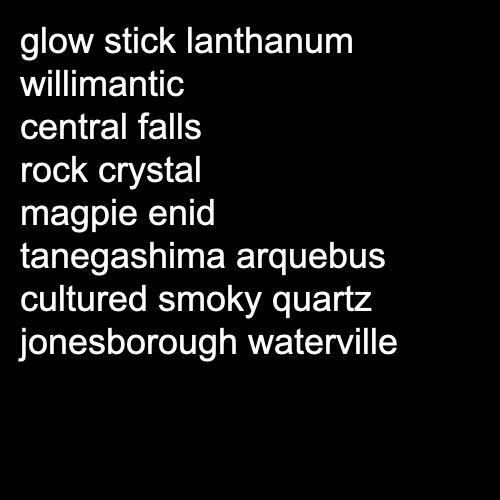 glow stick lanthanum
willimantic
central falls
rock crystal
magpie enid
tanegashima arquebus
cultured smoky quartz
jonesborough waterville